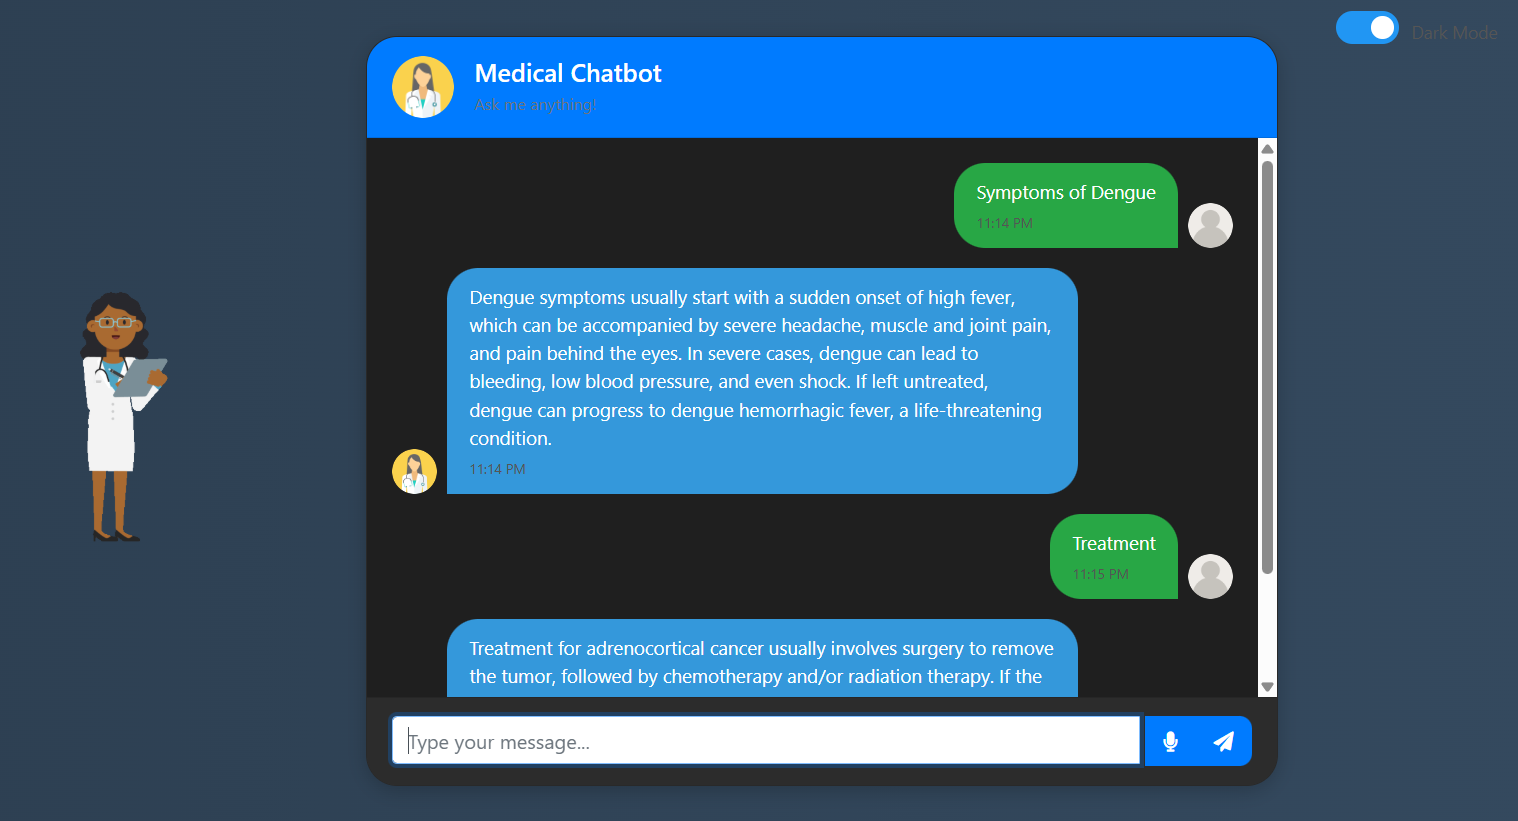 Dark Mode
Medical Chatbot
Ask me anything!
Symptoms of Dengue
11:14 PM
Dengue symptoms usually start with a sudden onset of high fever,
which can be accompanied by severe headache, muscle and joint pain,
and pain behind the eyes. In severe cases, dengue can lead to
bleeding, low blood pressure, and even shock. If left untreated,
dengue can progress to dengue hemorrhagic fever, a life-threatening
condition.
11:14 PM
Treatment
11:15 PM
Treatment for adrenocortical cancer usually involves surgery to remove
the tumor, followed by chemotherapy and/or radiation therapy. If the
Type your message...